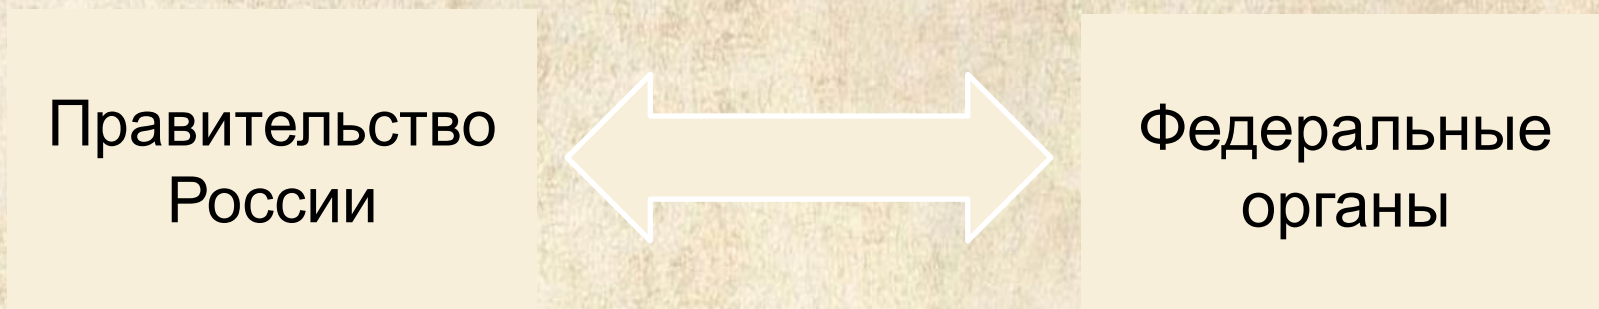 Правительство
России
Федеральные
органы